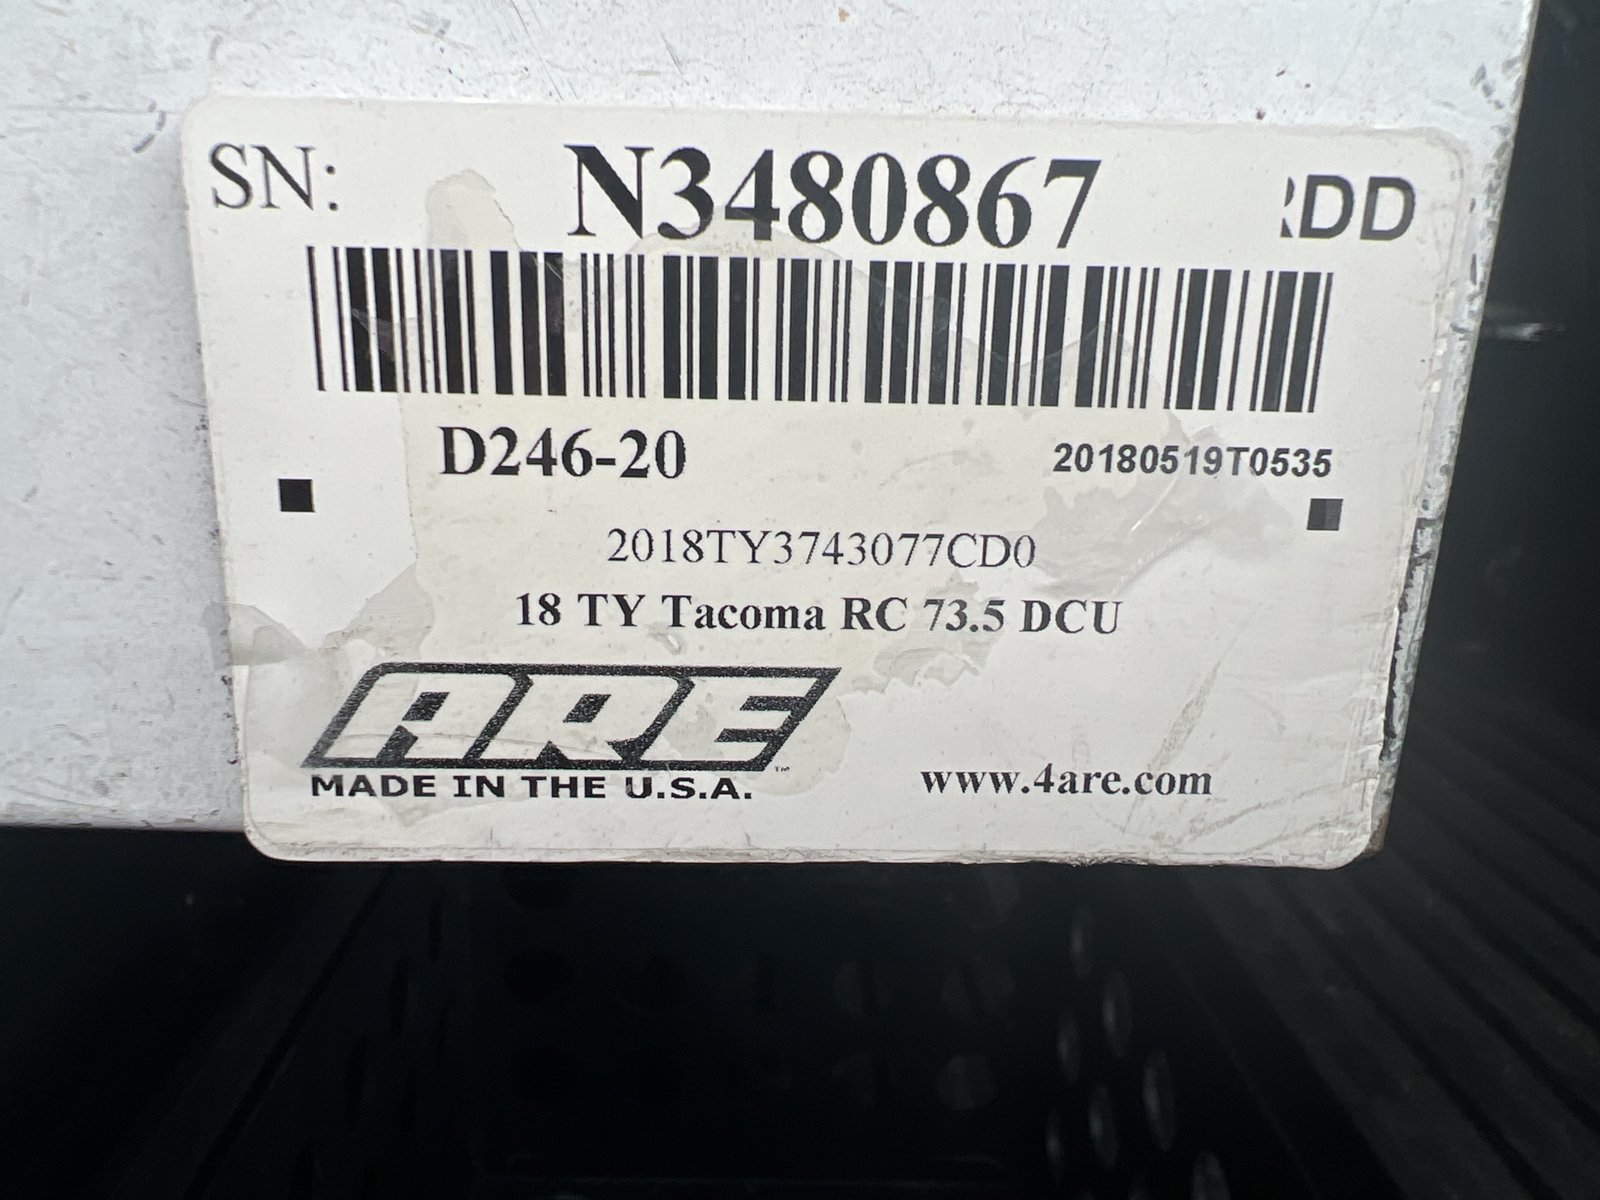 SN: N3480867 RDD
D246-20 20180519T0535
2018TY3743077CD0
18 TY Tacoma RC 73.5 DCU
ARE™
MADE IN THE U.S.A.
www.4are.com